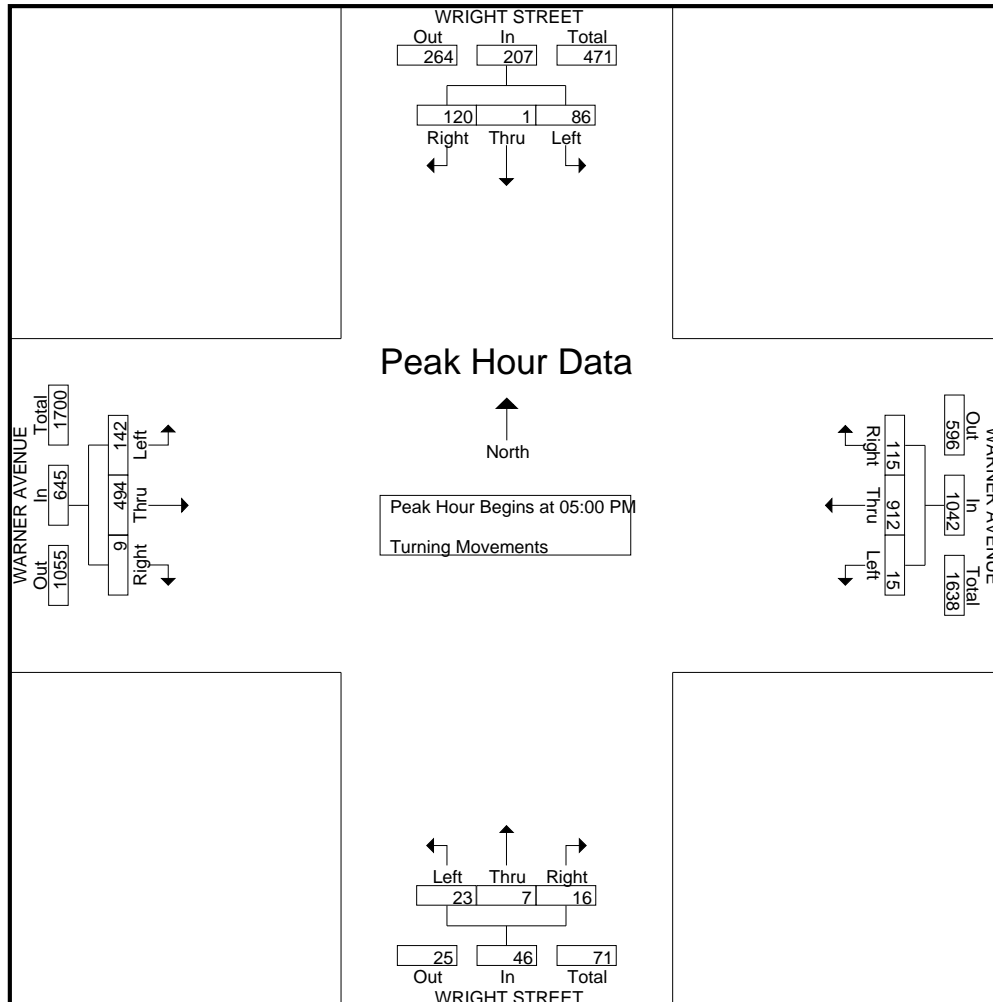 WRIGHT STREET
Out In Total
264 207 471
120 1 86
Right Thru Left
Peak Hour Data
North
Peak Hour Begins at 05:00 PM
Turning Movements
WARNER AVENUE
Total In Out
1700 645 1055
142 494 9
Left Thru Right
WARNER AVENUE
Out In Total
596 1042 1638
115 912 15
Right Thru Left
Left Thru Right
23 7 16
25 46 71
Out In Total
WRIGHT STREET